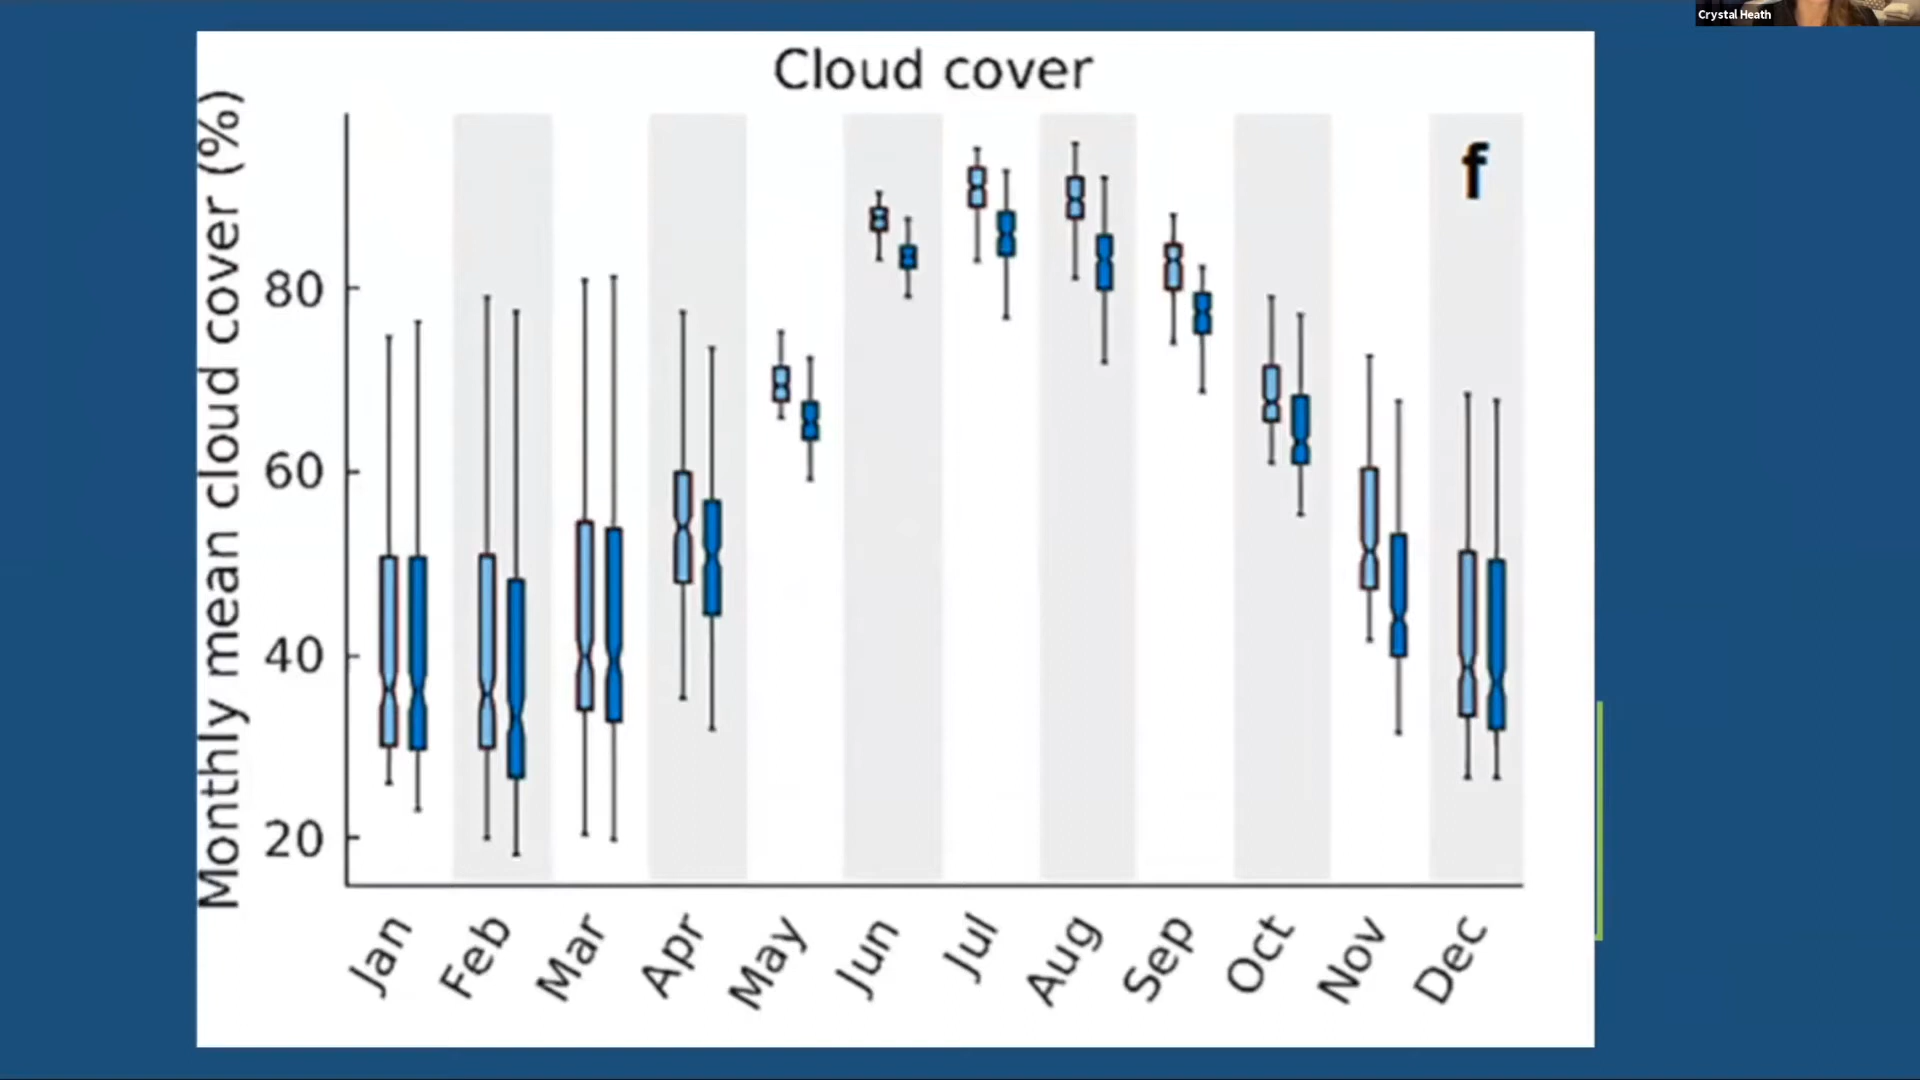 Crystal Heath
Cloud cover
f
Monthly mean cloud cover (%)
80
60
40
20
Jan
Feb
Mar
Apr
May
Jun
Jul
Aug
Sep
Oct
Nov
Dec